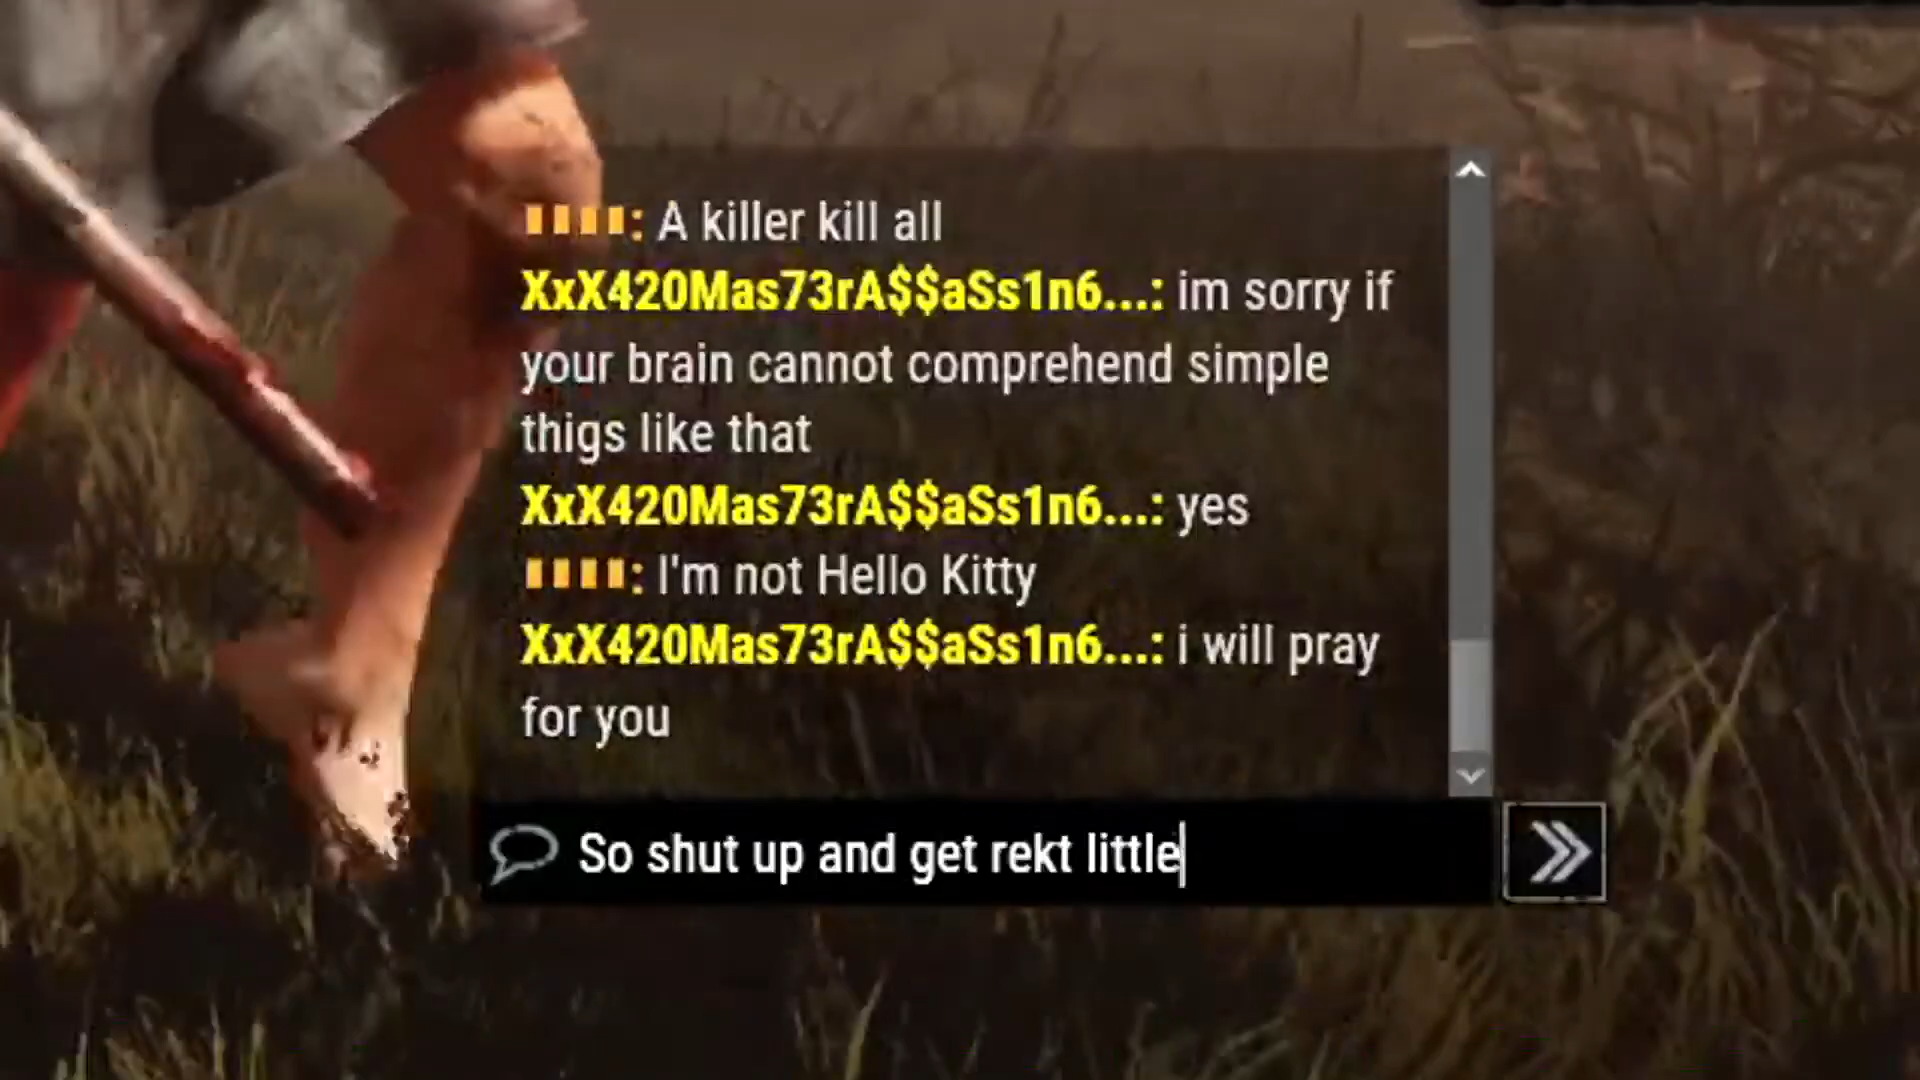 ▮▮▮▮: A killer kill all
XxX420Mas73rA$$aSs1n6...: im sorry if
your brain cannot comprehend simple
thigs like that
XxX420Mas73rA$$aSs1n6...: yes
▮▮▮▮: I'm not Hello Kitty
XxX420Mas73rA$$aSs1n6...: i will pray
for you
So shut up and get rekt little